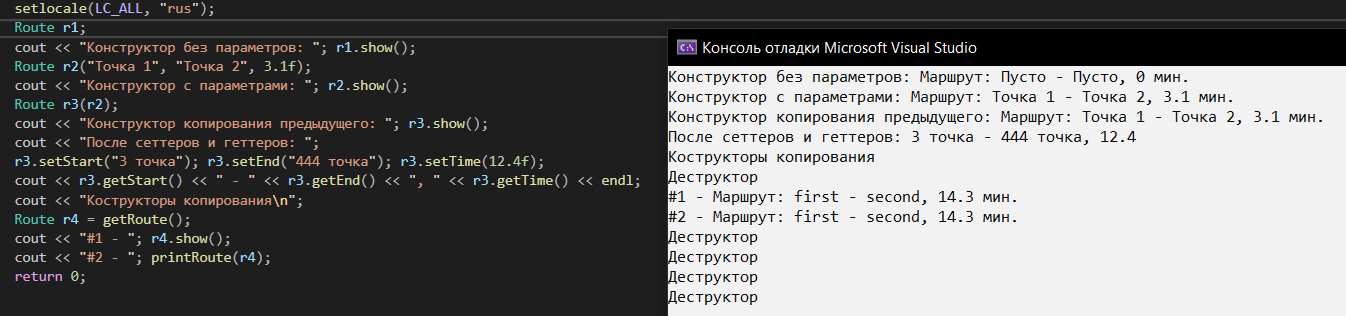 setlocale(LC_ALL, "rus");
Route r1;
cout << "Конструктор без параметров: "; r1.show();
Route r2("Точка 1", "Точка 2", 3.1f);
cout << "Конструктор с параметрами: "; r2.show();
Route r3(r2);
cout << "Конструктор копирования предыдущего: "; r3.show();
cout << "После сеттеров и геттеров: ";
r3.setStart("3 точка"); r3.setEnd("444 точка"); r3.setTime(12.4f);
cout << r3.getStart() << " - " << r3.getEnd() << ", " << r3.getTime() << endl;
cout << "Кострукторы копирования\n";
Route r4 = getRoute();
cout << "#1 - "; r4.show();
cout << "#2 - "; printRoute(r4);
return 0;
Консоль отладки Microsoft Visual Studio
Конструктор без параметров: Маршрут: Пусто - Пусто, 0 мин.
Конструктор с параметрами: Маршрут: Точка 1 - Точка 2, 3.1 мин.
Конструктор копирования предыдущего: Маршрут: Точка 1 - Точка 2, 3.1 мин.
После сеттеров и геттеров: 3 точка - 444 точка, 12.4
Кострукторы копирования
Деструктор
#1 - Маршрут: first - second, 14.3 мин.
#2 - Маршрут: first - second, 14.3 мин.
Деструктор
Деструктор
Деструктор
Деструктор